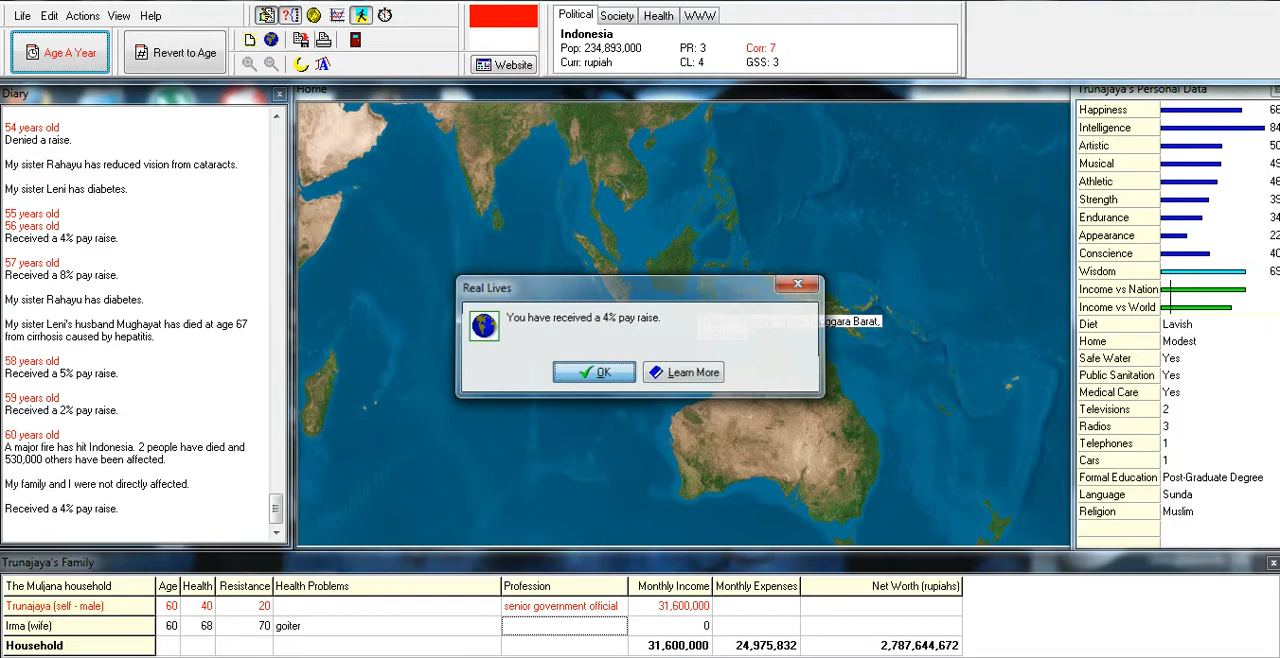 Life Edit Actions View Help
Age A Year
Revert to Age
Website
Political Society Health WWW
Indonesia
Pop: 234,893,000 PR: 3 Corr: 7
Curr: rupiah CL: 4 GSS: 3
Diary
54 years old
Denied a raise.
My sister Rahayu has reduced vision from cataracts.
My sister Leni has diabetes.
55 years old
56 years old
Received a 4% pay raise.
57 years old
Received a 8% pay raise.
My sister Rahayu has diabetes.
My sister Leni's husband Mughayat has died at age 67
from cirrhosis caused by hepatitis.
58 years old
Received a 5% pay raise.
59 years old
Received a 2% pay raise.
60 years old
A major fire has hit Indonesia. 2 people have died and
530,000 others have been affected.
My family and I were not directly affected.
Received a 4% pay raise.
Home
Real Lives
You have received a 4% pay raise.
OK
Learn More
Barat,
Trunajaya's Personal Data
Happiness
Intelligence 84
Artistic 50
Musical 49
Athletic 46
Strength 39
Endurance 34
Appearance 22
Conscience 40
Wisdom
Income vs Nation
Income vs World
Diet Lavish
Home Modest
Safe Water Yes
Public Sanitation Yes
Medical Care Yes
Televisions 2
Radios 3
Telephones 1
Cars 1
Formal Education Post-Graduate Degree
Language Sunda
Religion Muslim
Trunajaya's Family
The Muljana household Age Health Resistance Health Problems Profession Monthly Income Monthly Expenses Net Worth (rupiahs)
Trunajaya (self - male) 60 40 20 senior government official 31,600,000
Irma (wife) 60 68 70 goiter 0
Household 31,600,000 24,975,832 2,787,644,672